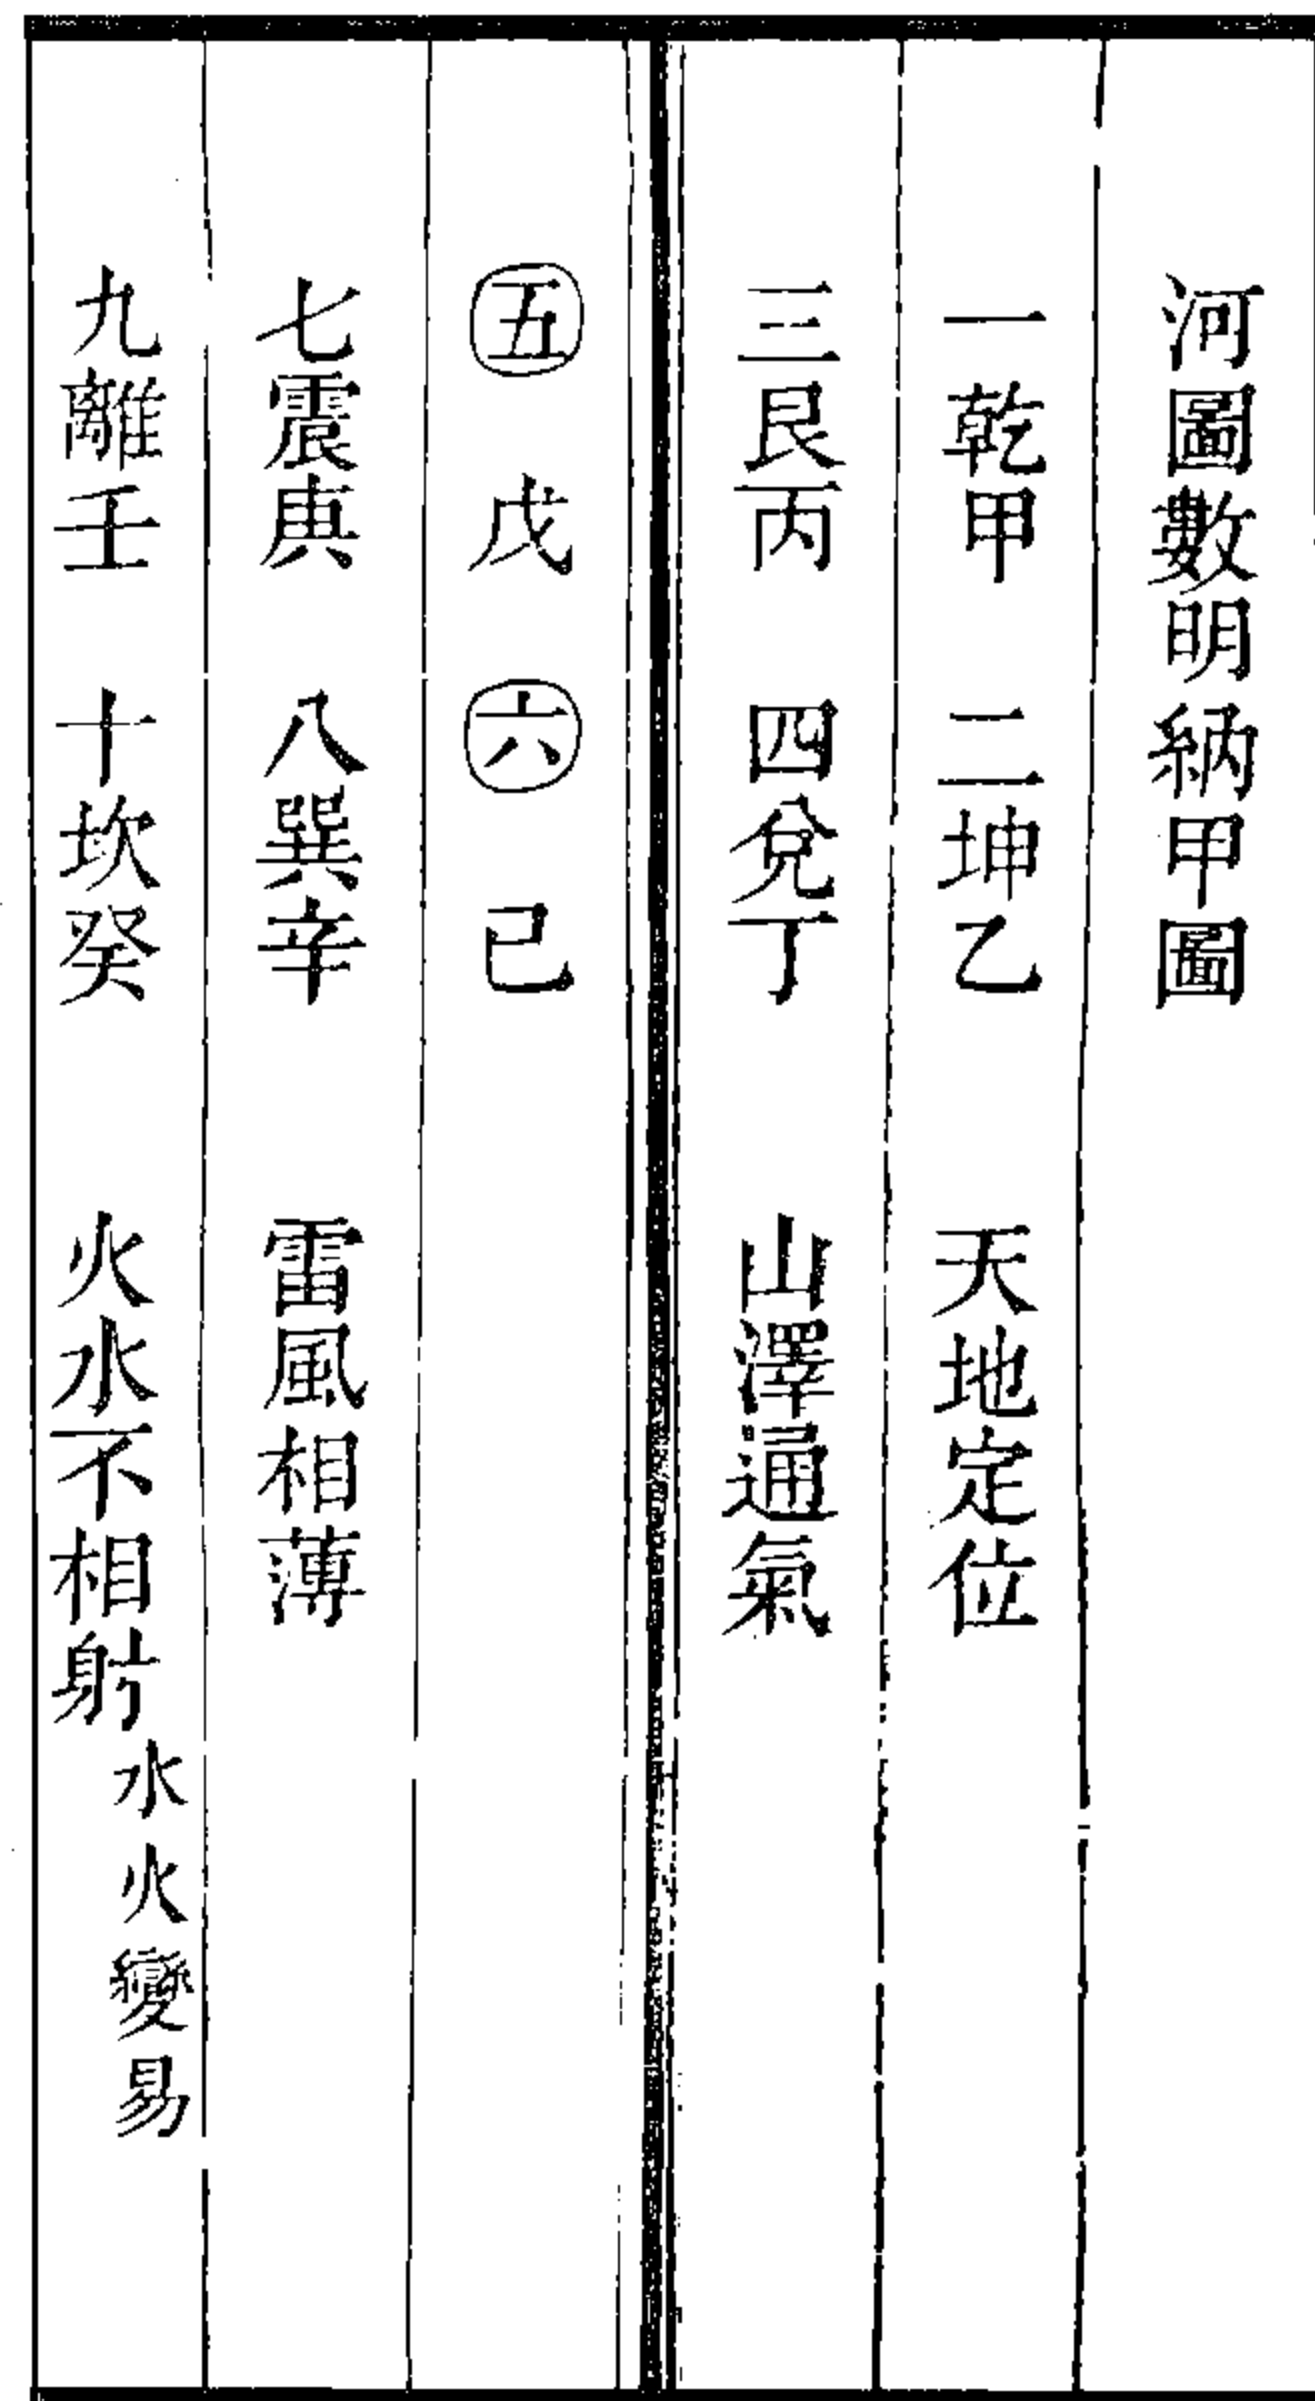 河圖數明納甲圖
一乾甲　二坤乙　　天地定位
三艮丙　四兌丁　　山澤通氣
五　戊　六　己
七震庚　八巽辛　　雷風相薄
九離壬　十坎癸　　火水不相射水火變易